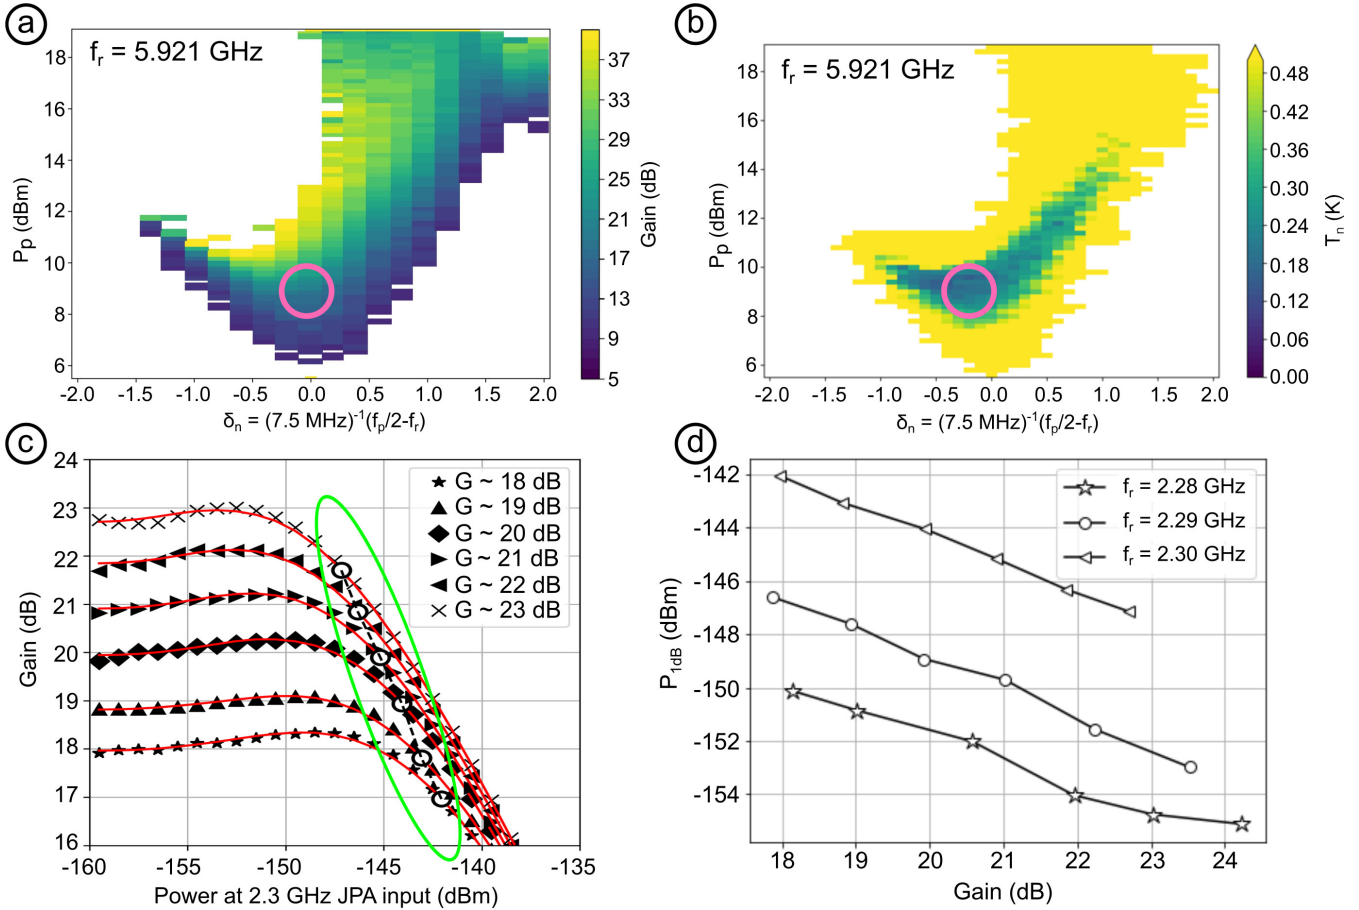 a
f_r = 5.921 GHz
18
16
14
12
10
8
6
P_p (dBm)
-2.0 -1.5 -1.0 -0.5 0.0 0.5 1.0 1.5 2.0
δ_n = (7.5 MHz)^-1(f_p/2-f_r)
37
33
29
25
21
17
13
9
5
Gain (dB)
b
f_r = 5.921 GHz
18
16
14
12
10
8
6
P_p (dBm)
-2.0 -1.5 -1.0 -0.5 0.0 0.5 1.0 1.5 2.0
δ_n = (7.5 MHz)^-1(f_p/2-f_r)
0.48
0.42
0.36
0.30
0.24
0.18
0.12
0.06
0.00
T_n (K)
c
24
23
22
21
20
19
18
17
16
Gain (dB)
G ~ 18 dB
G ~ 19 dB
G ~ 20 dB
G ~ 21 dB
G ~ 22 dB
G ~ 23 dB
-160 -155 -150 -145 -140 -135
Power at 2.3 GHz JPA input (dBm)
d
-142
-144
-146
-148
-150
-152
-154
P_1dB (dBm)
f_r = 2.28 GHz
f_r = 2.29 GHz
f_r = 2.30 GHz
18 19 20 21 22 23 24
Gain (dB)